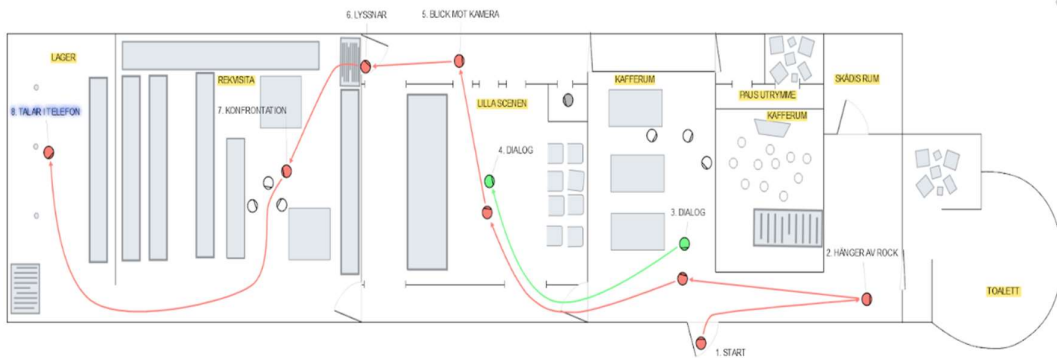 6. LYSSNAR
5. BLICK MOT KAMERA
LAGER
REKVISITA
KAFFERUM
SKÅDIS RUM
8. TALAR I TELEFON
7. KONFRONTATION
LILLA SCENEN
PAUS UTRYMME
KAFFERUM
4. DIALOG
3. DIALOG
2. HÄNGER AV ROCK
TOALETT
1. START